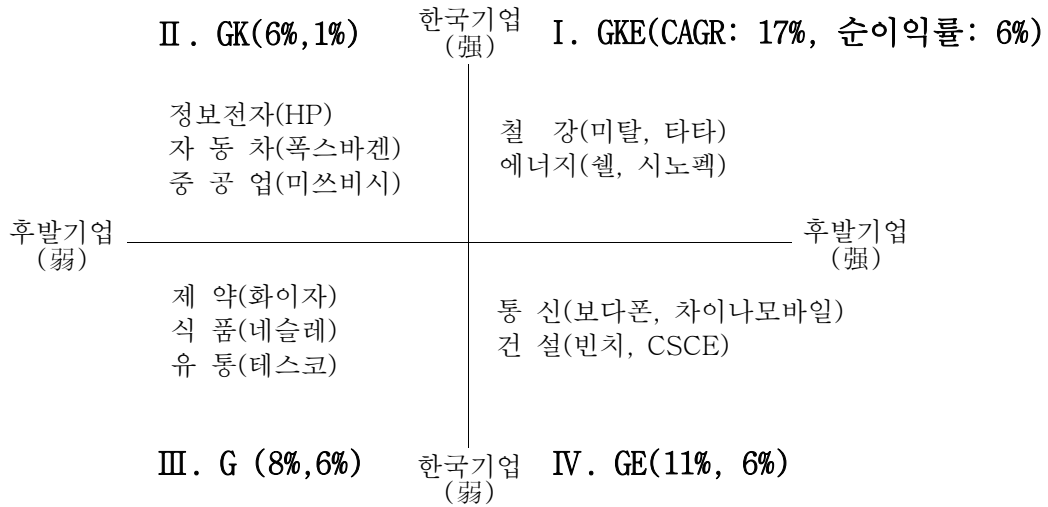 Ⅱ. GK(6%,1%)
한국기업
(强)
Ⅰ. GKE(CAGR: 17%, 순이익률: 6%)
정보전자(HP)
자 동 차(폭스바겐)
중 공 업(미쓰비시)
철 강(미탈, 타타)
에너지(쉘, 시노펙)
후발기업
(弱)
후발기업
(强)
제 약(화이자)
식 품(네슬레)
유 통(테스코)
통 신(보다폰, 차이나모바일)
건 설(빈치, CSCE)
Ⅲ. G (8%,6%)
한국기업
(弱)
Ⅳ. GE(11%, 6%)